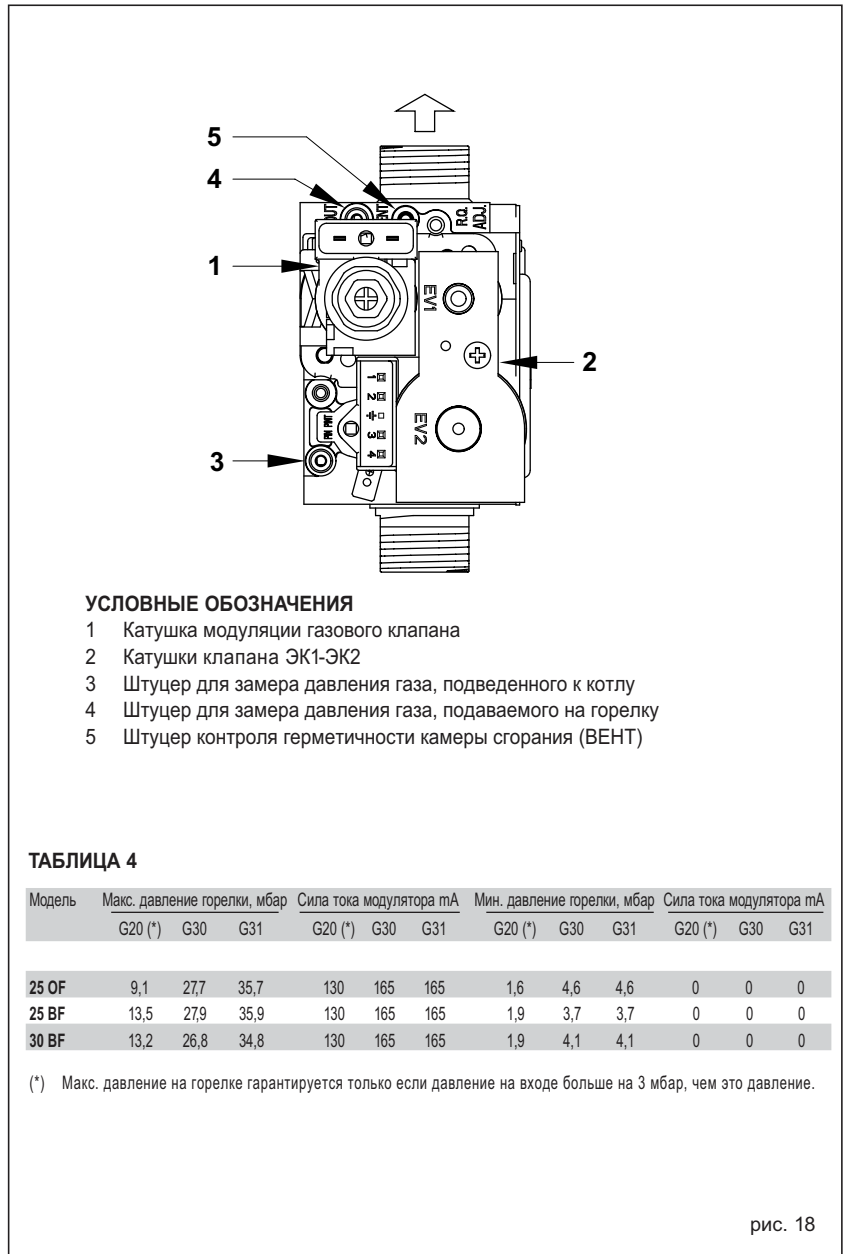 5
4
OUT
VENT
R.Q. ADJ.
1
EV1
2
1 2 3 4
EV2
PIN PMT
3
УСЛОВНЫЕ ОБОЗНАЧЕНИЯ
1 Катушка модуляции газового клапана
2 Катушки клапана ЭК1-ЭК2
3 Штуцер для замера давления газа, подведенного к котлу
4 Штуцер для замера давления газа, подаваемого на горелку
5 Штуцер контроля герметичности камеры сгорания (ВЕНТ)
ТАБЛИЦА 4
Модель Макс. давление горелки, мбар Сила тока модулятора mA Мин. давление горелки, мбар Сила тока модулятора mA
G20 (*) G30 G31 G20 (*) G30 G31 G20 (*) G30 G31 G20 (*) G30 G31
25 OF 9,1 27,7 35,7 130 165 165 1,6 4,6 4,6 0 0 0
25 BF 13,5 27,9 35,9 130 165 165 1,9 3,7 3,7 0 0 0
30 BF 13,2 26,8 34,8 130 165 165 1,9 4,1 4,1 0 0 0
(*) Макс. давление на горелке гарантируется только если давление на входе больше на 3 мбар, чем это давление.
рис. 18